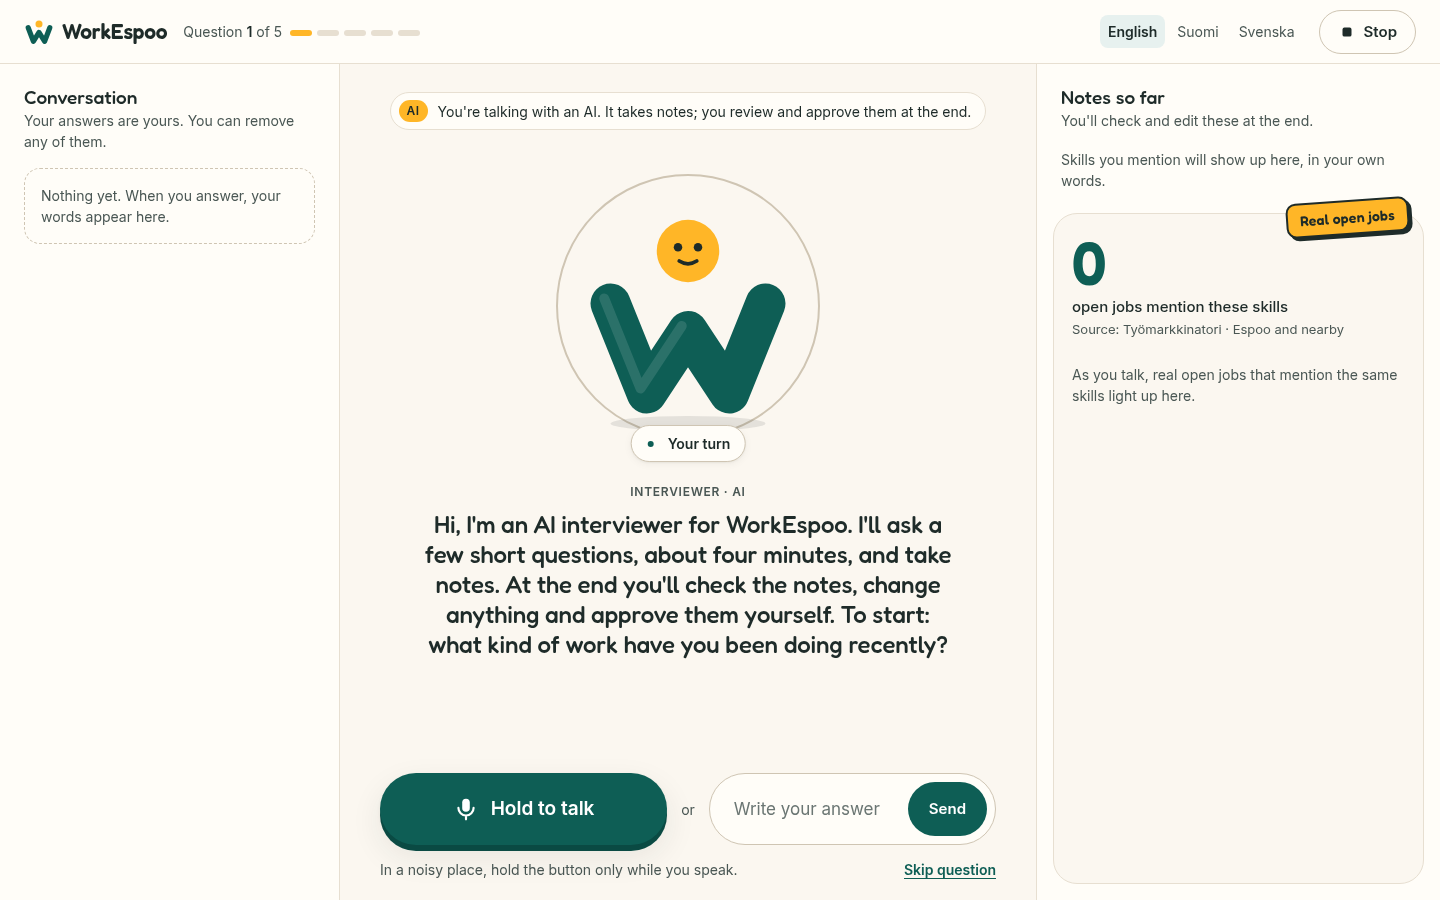 WorkEspoo
Question 1 of 5
English
Suomi
Svenska
Stop
Conversation
Your answers are yours. You can remove
any of them.
Nothing yet. When you answer, your
words appear here.
AI
You're talking with an AI. It takes notes; you review and approve them at the end.
Your turn
INTERVIEWER · AI
Hi, I'm an AI interviewer for WorkEspoo. I'll ask a
few short questions, about four minutes, and take
notes. At the end you'll check the notes, change
anything and approve them yourself. To start:
what kind of work have you been doing recently?
Hold to talk
or
Write your answer
Send
In a noisy place, hold the button only while you speak.
Skip question
Notes so far
You'll check and edit these at the end.
Skills you mention will show up here, in your own
words.
Real open jobs
0
open jobs mention these skills
Source: Työmarkkinatori · Espoo and nearby
As you talk, real open jobs that mention the same
skills light up here.